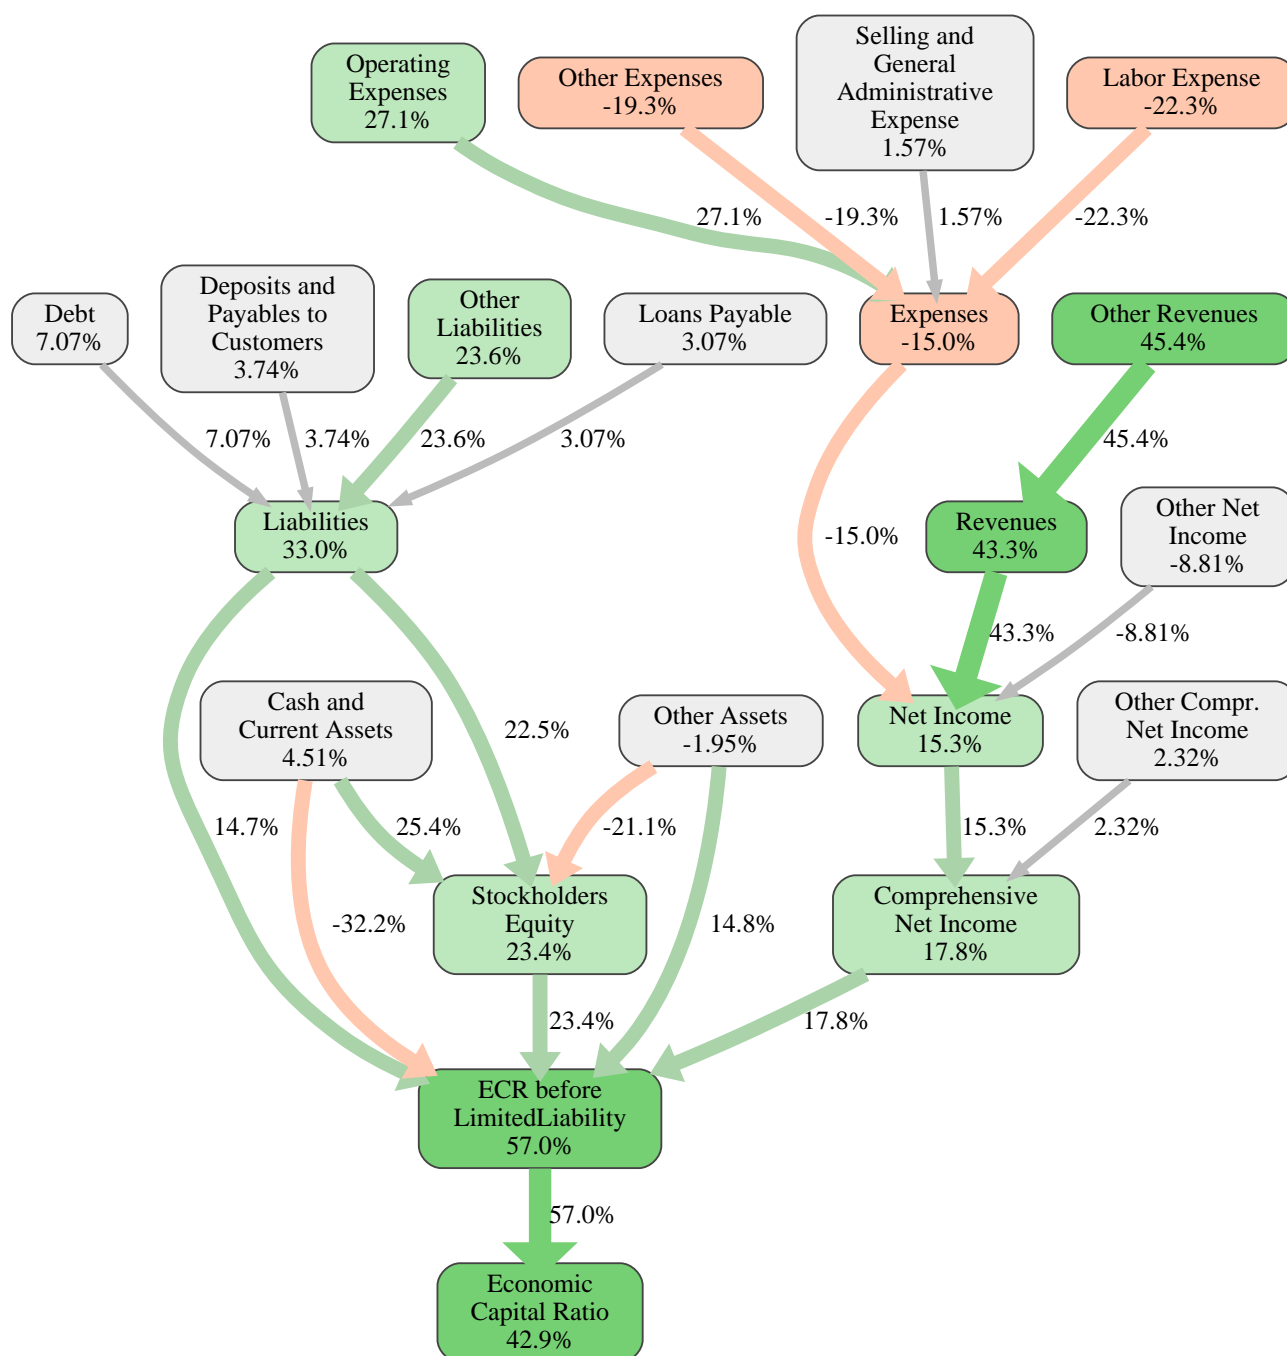 Operating
Expenses
27.1%
Other Expenses
-19.3%
Selling and
General
Administrative
Expense
1.57%
Labor Expense
-22.3%
27.1%
-19.3%
1.57%
-22.3%
Debt
7.07%
Deposits and
Payables to
Customers
3.74%
Other
Liabilities
23.6%
Loans Payable
3.07%
Expenses
-15.0%
Other Revenues
45.4%
7.07%
3.74%
23.6%
3.07%
45.4%
Liabilities
33.0%
-15.0%
Revenues
43.3%
Other Net
Income
-8.81%
43.3%
-8.81%
Cash and
Current Assets
4.51%
22.5%
Other Assets
-1.95%
Net Income
15.3%
Other Compr.
Net Income
2.32%
14.7%
25.4%
-21.1%
15.3%
2.32%
-32.2%
Stockholders
Equity
23.4%
14.8%
Comprehensive
Net Income
17.8%
23.4%
17.8%
ECR before
LimitedLiability
57.0%
57.0%
Economic
Capital Ratio
42.9%